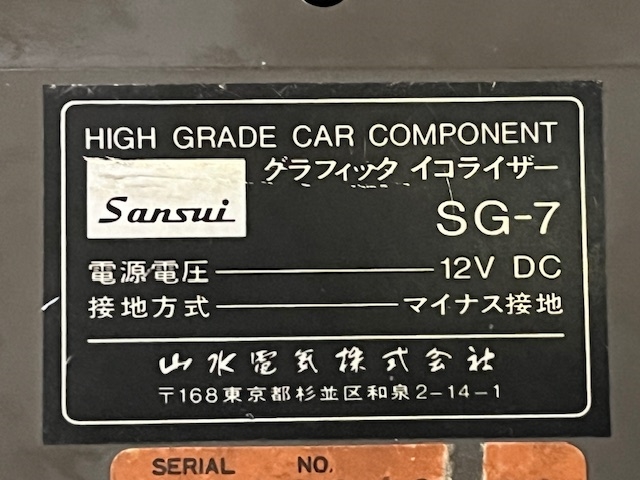 HIGH GRADE CAR COMPONENT
グラフィッタ イコライザー
Sansui
SG-7
電源電圧 12V DC
接地方式 マイナス接地
山水電気株式会社
〒168東京都杉並区和泉2-14-1
SERIAL NO.